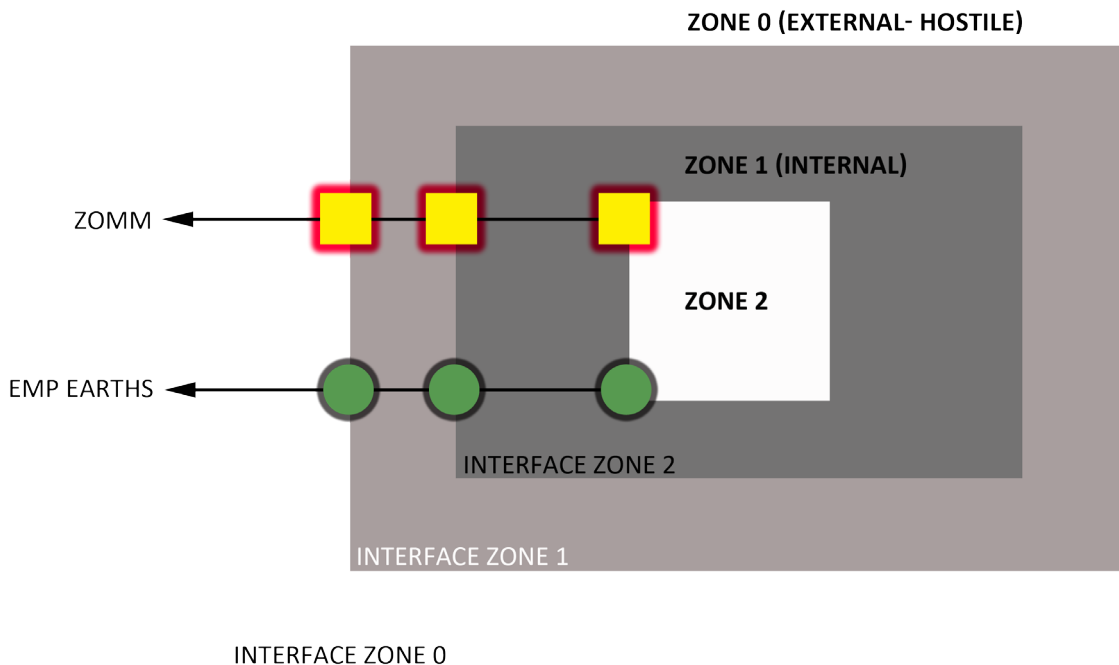 ZONE 0 (EXTERNAL- HOSTILE)
ZONE 1 (INTERNAL)
ZOMM
ZONE 2
EMP EARTHS
INTERFACE ZONE 2
INTERFACE ZONE 1
INTERFACE ZONE 0